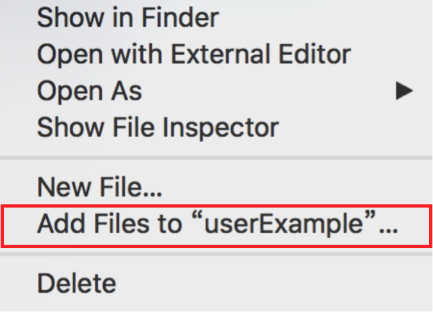 Show in Finder
Open with External Editor
Open As
Show File Inspector
New File...
Add Files to “userExample”...
Delete